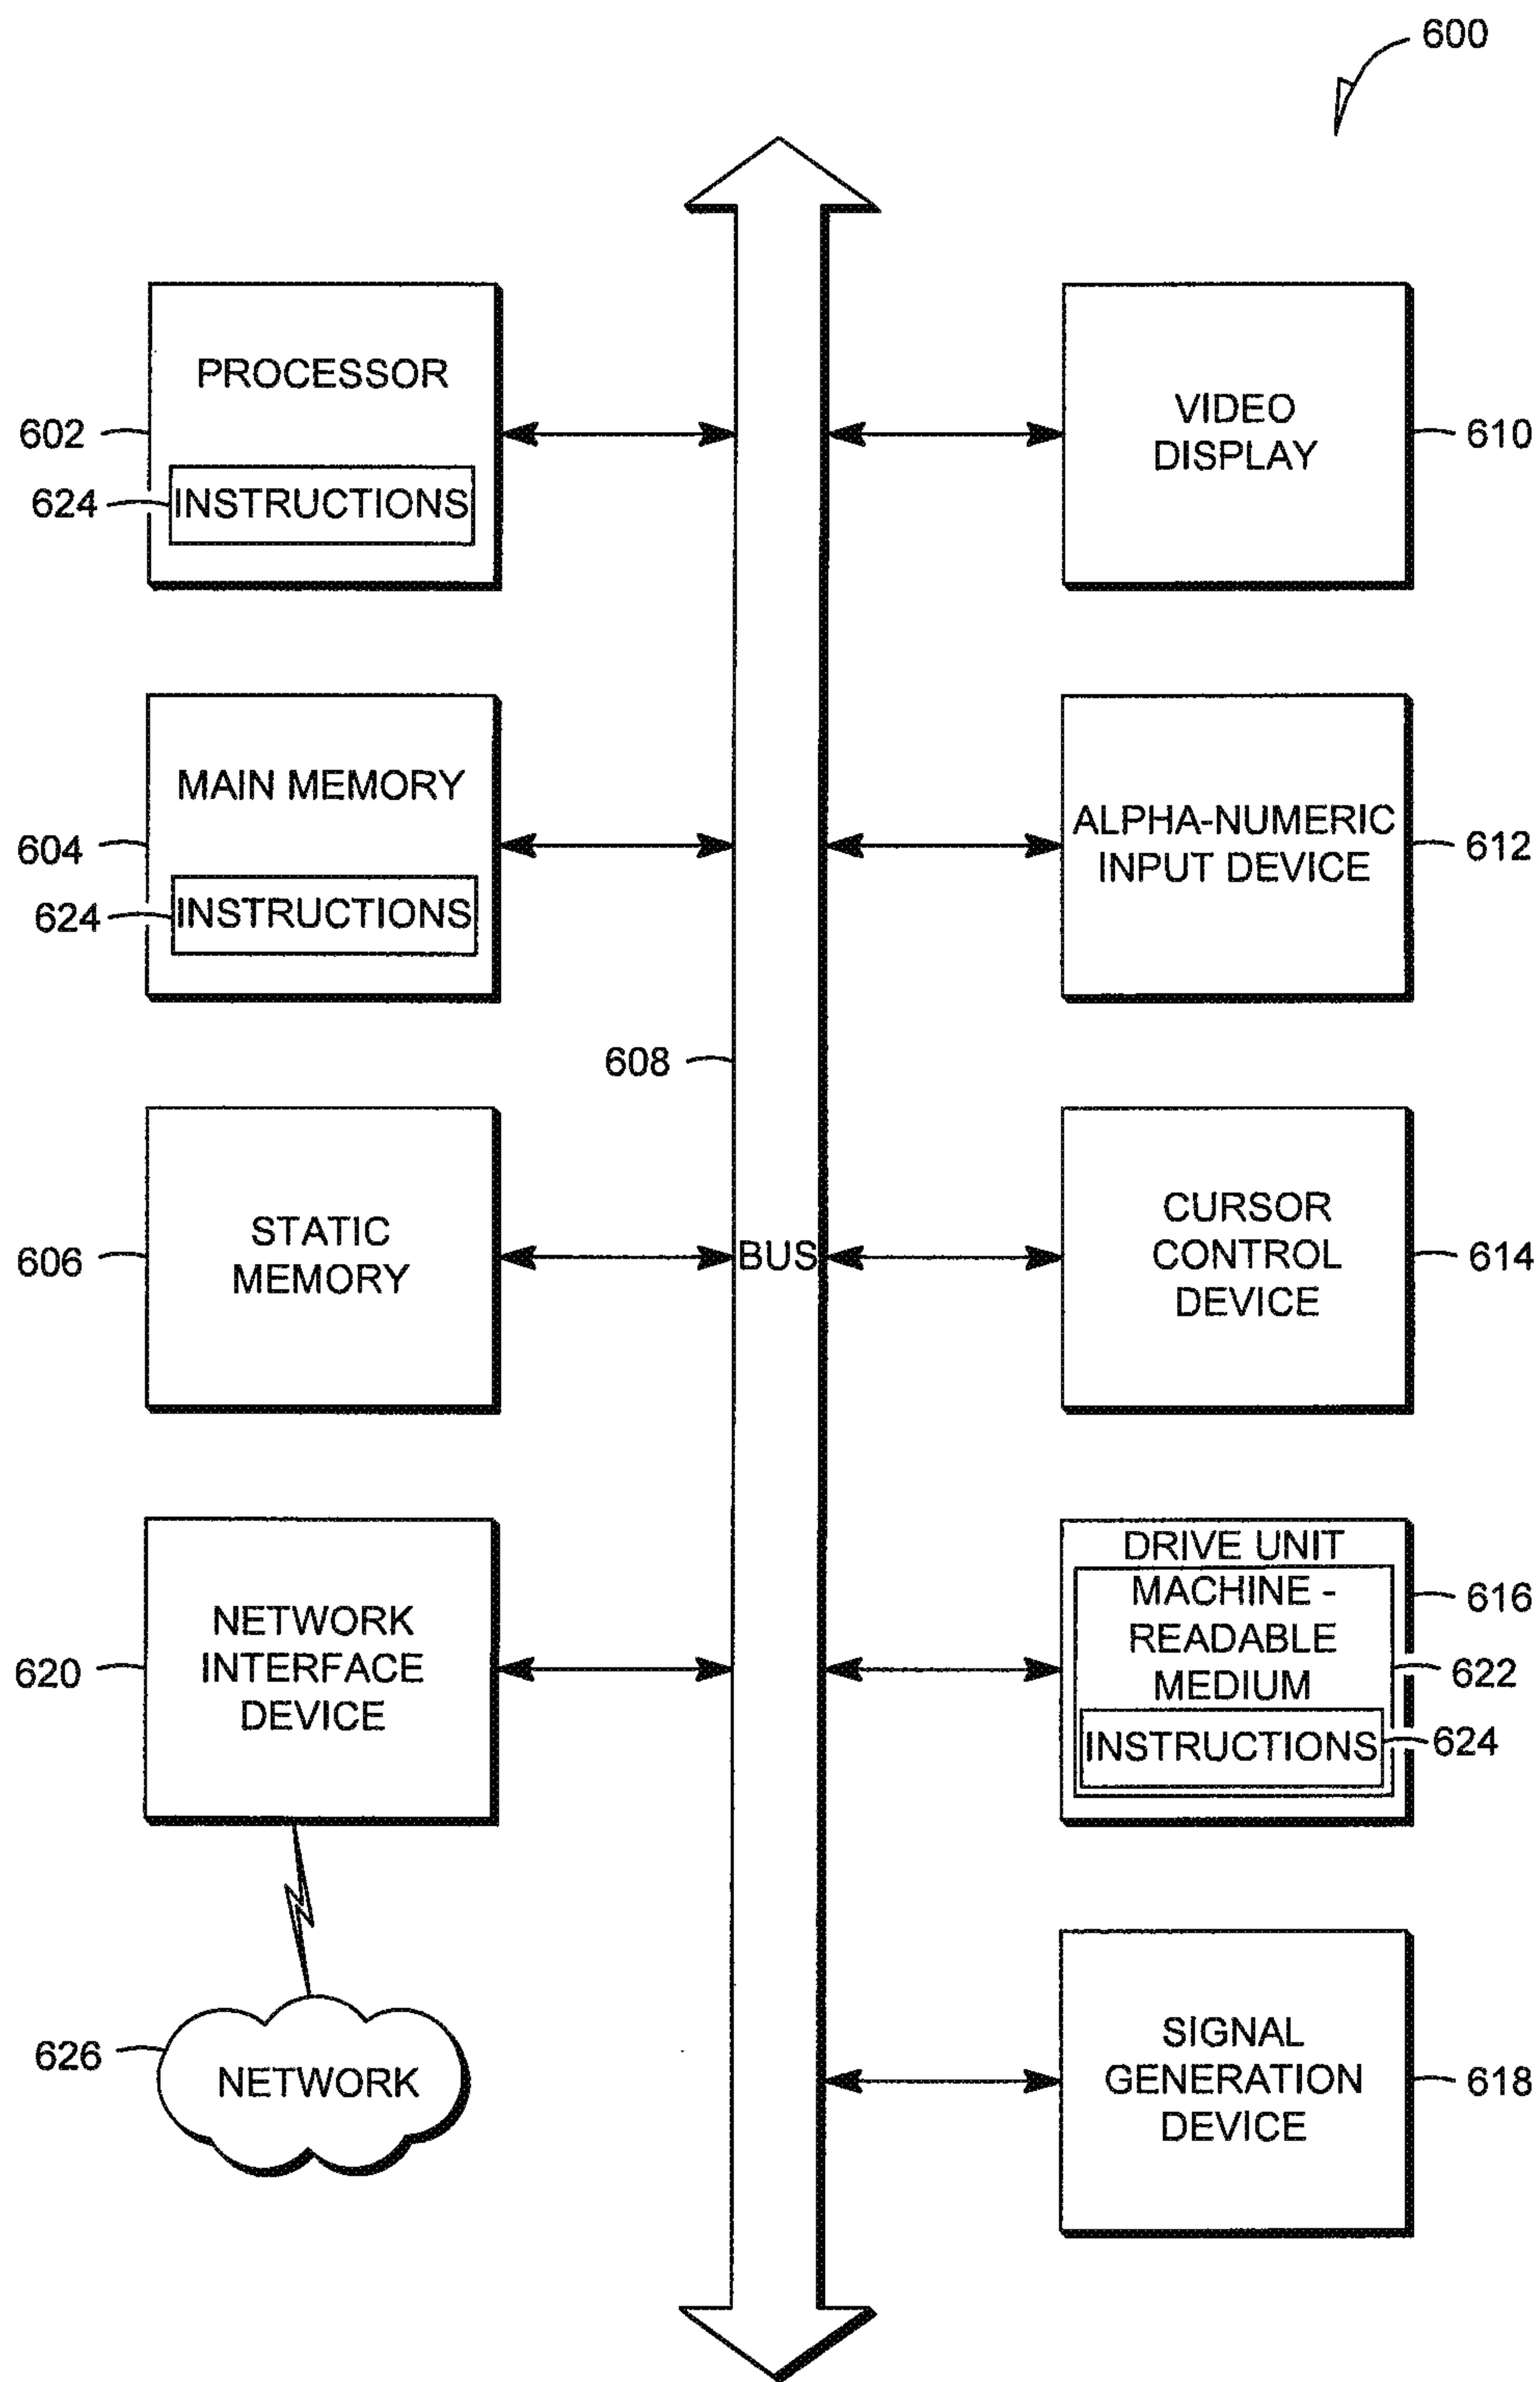 600
PROCESSOR
602
624
INSTRUCTIONS
MAIN MEMORY
604
624
INSTRUCTIONS
608
STATIC
MEMORY
606
BUS
NETWORK
INTERFACE
DEVICE
620
626
NETWORK
VIDEO
DISPLAY
610
ALPHA-NUMERIC
INPUT DEVICE
612
CURSOR
CONTROL
DEVICE
614
DRIVE UNIT
MACHINE -
READABLE
MEDIUM
616
622
INSTRUCTIONS
624
SIGNAL
GENERATION
DEVICE
618